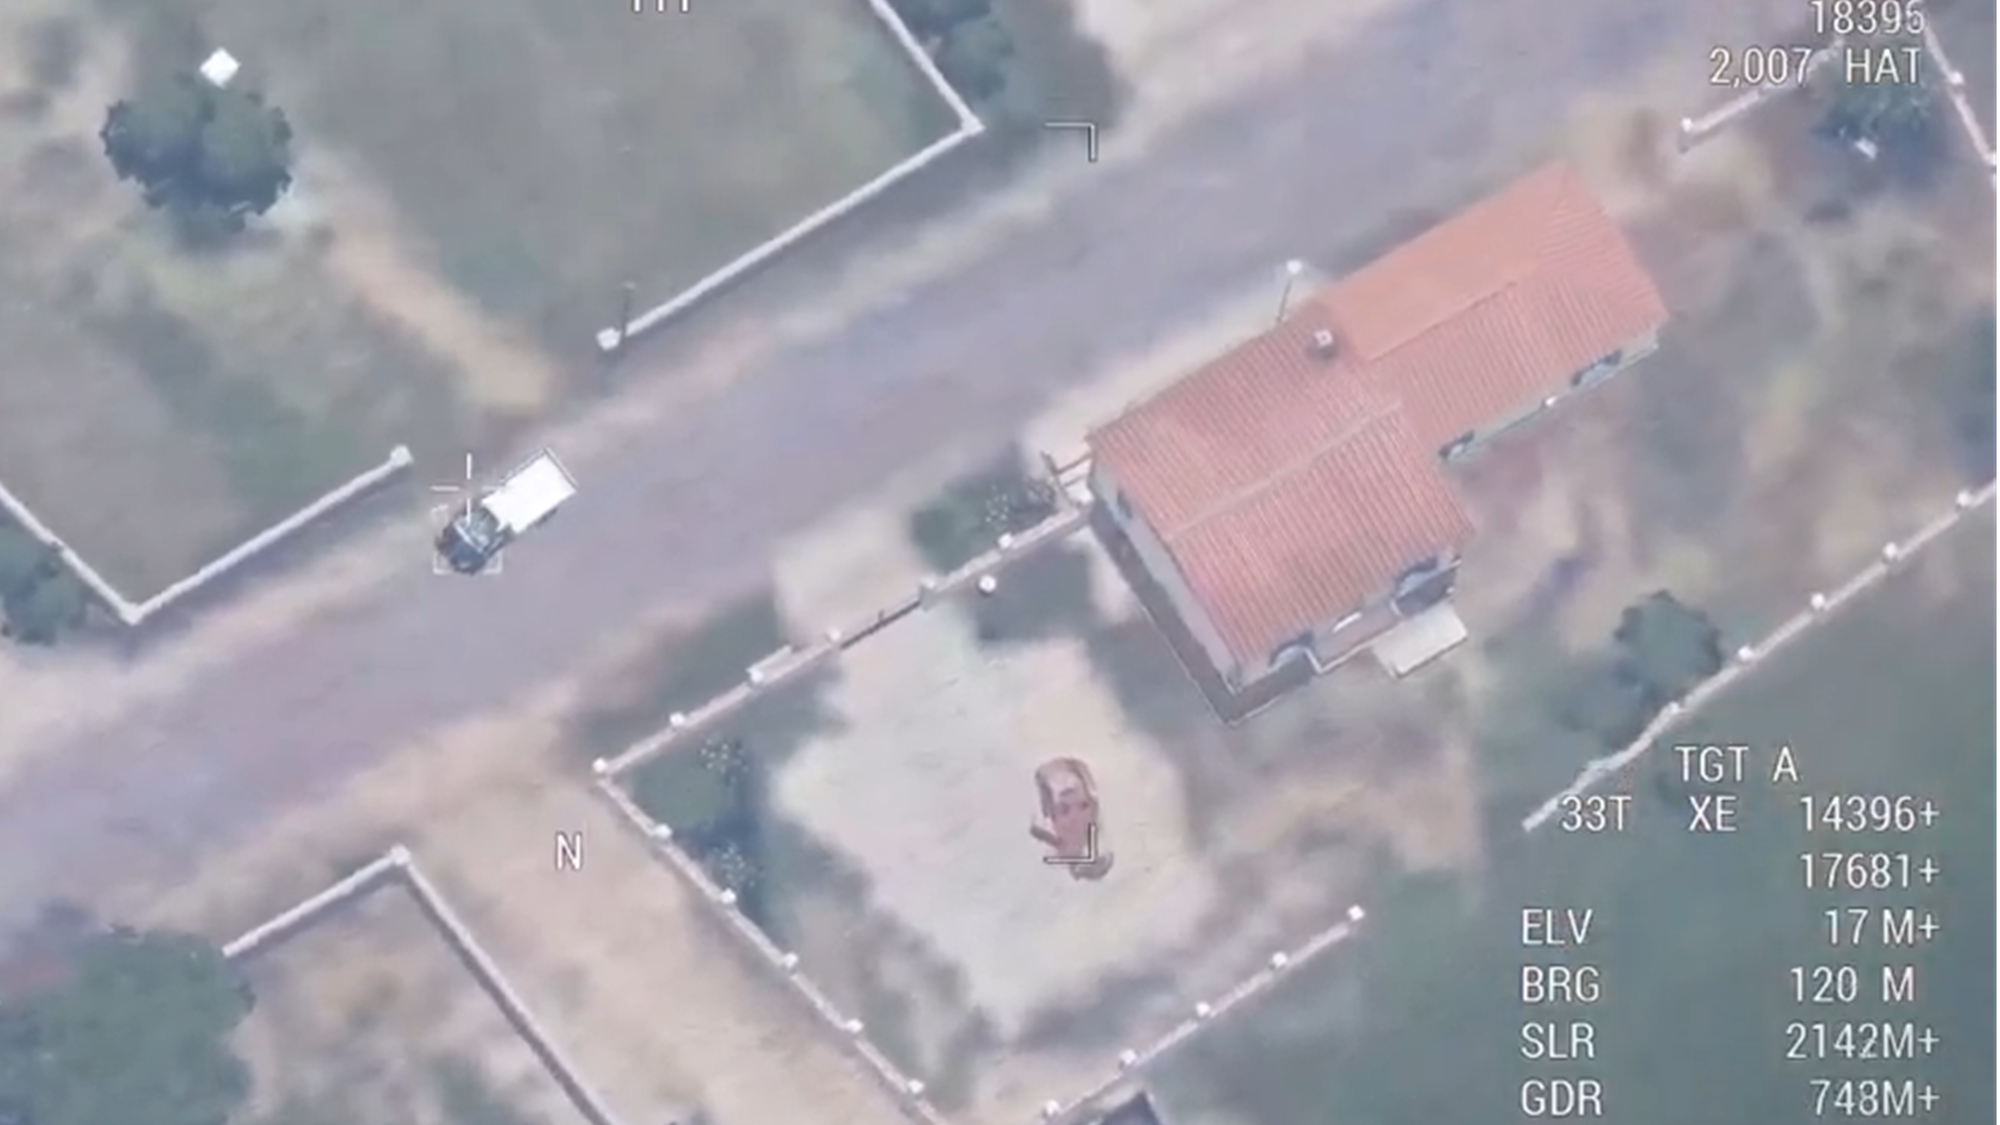 18396
2,007 HAT
N
TGT A
33T XE 14396+
17681+
ELV 17 M+
BRG 120 M
SLR 2142M+
GDR 748M+